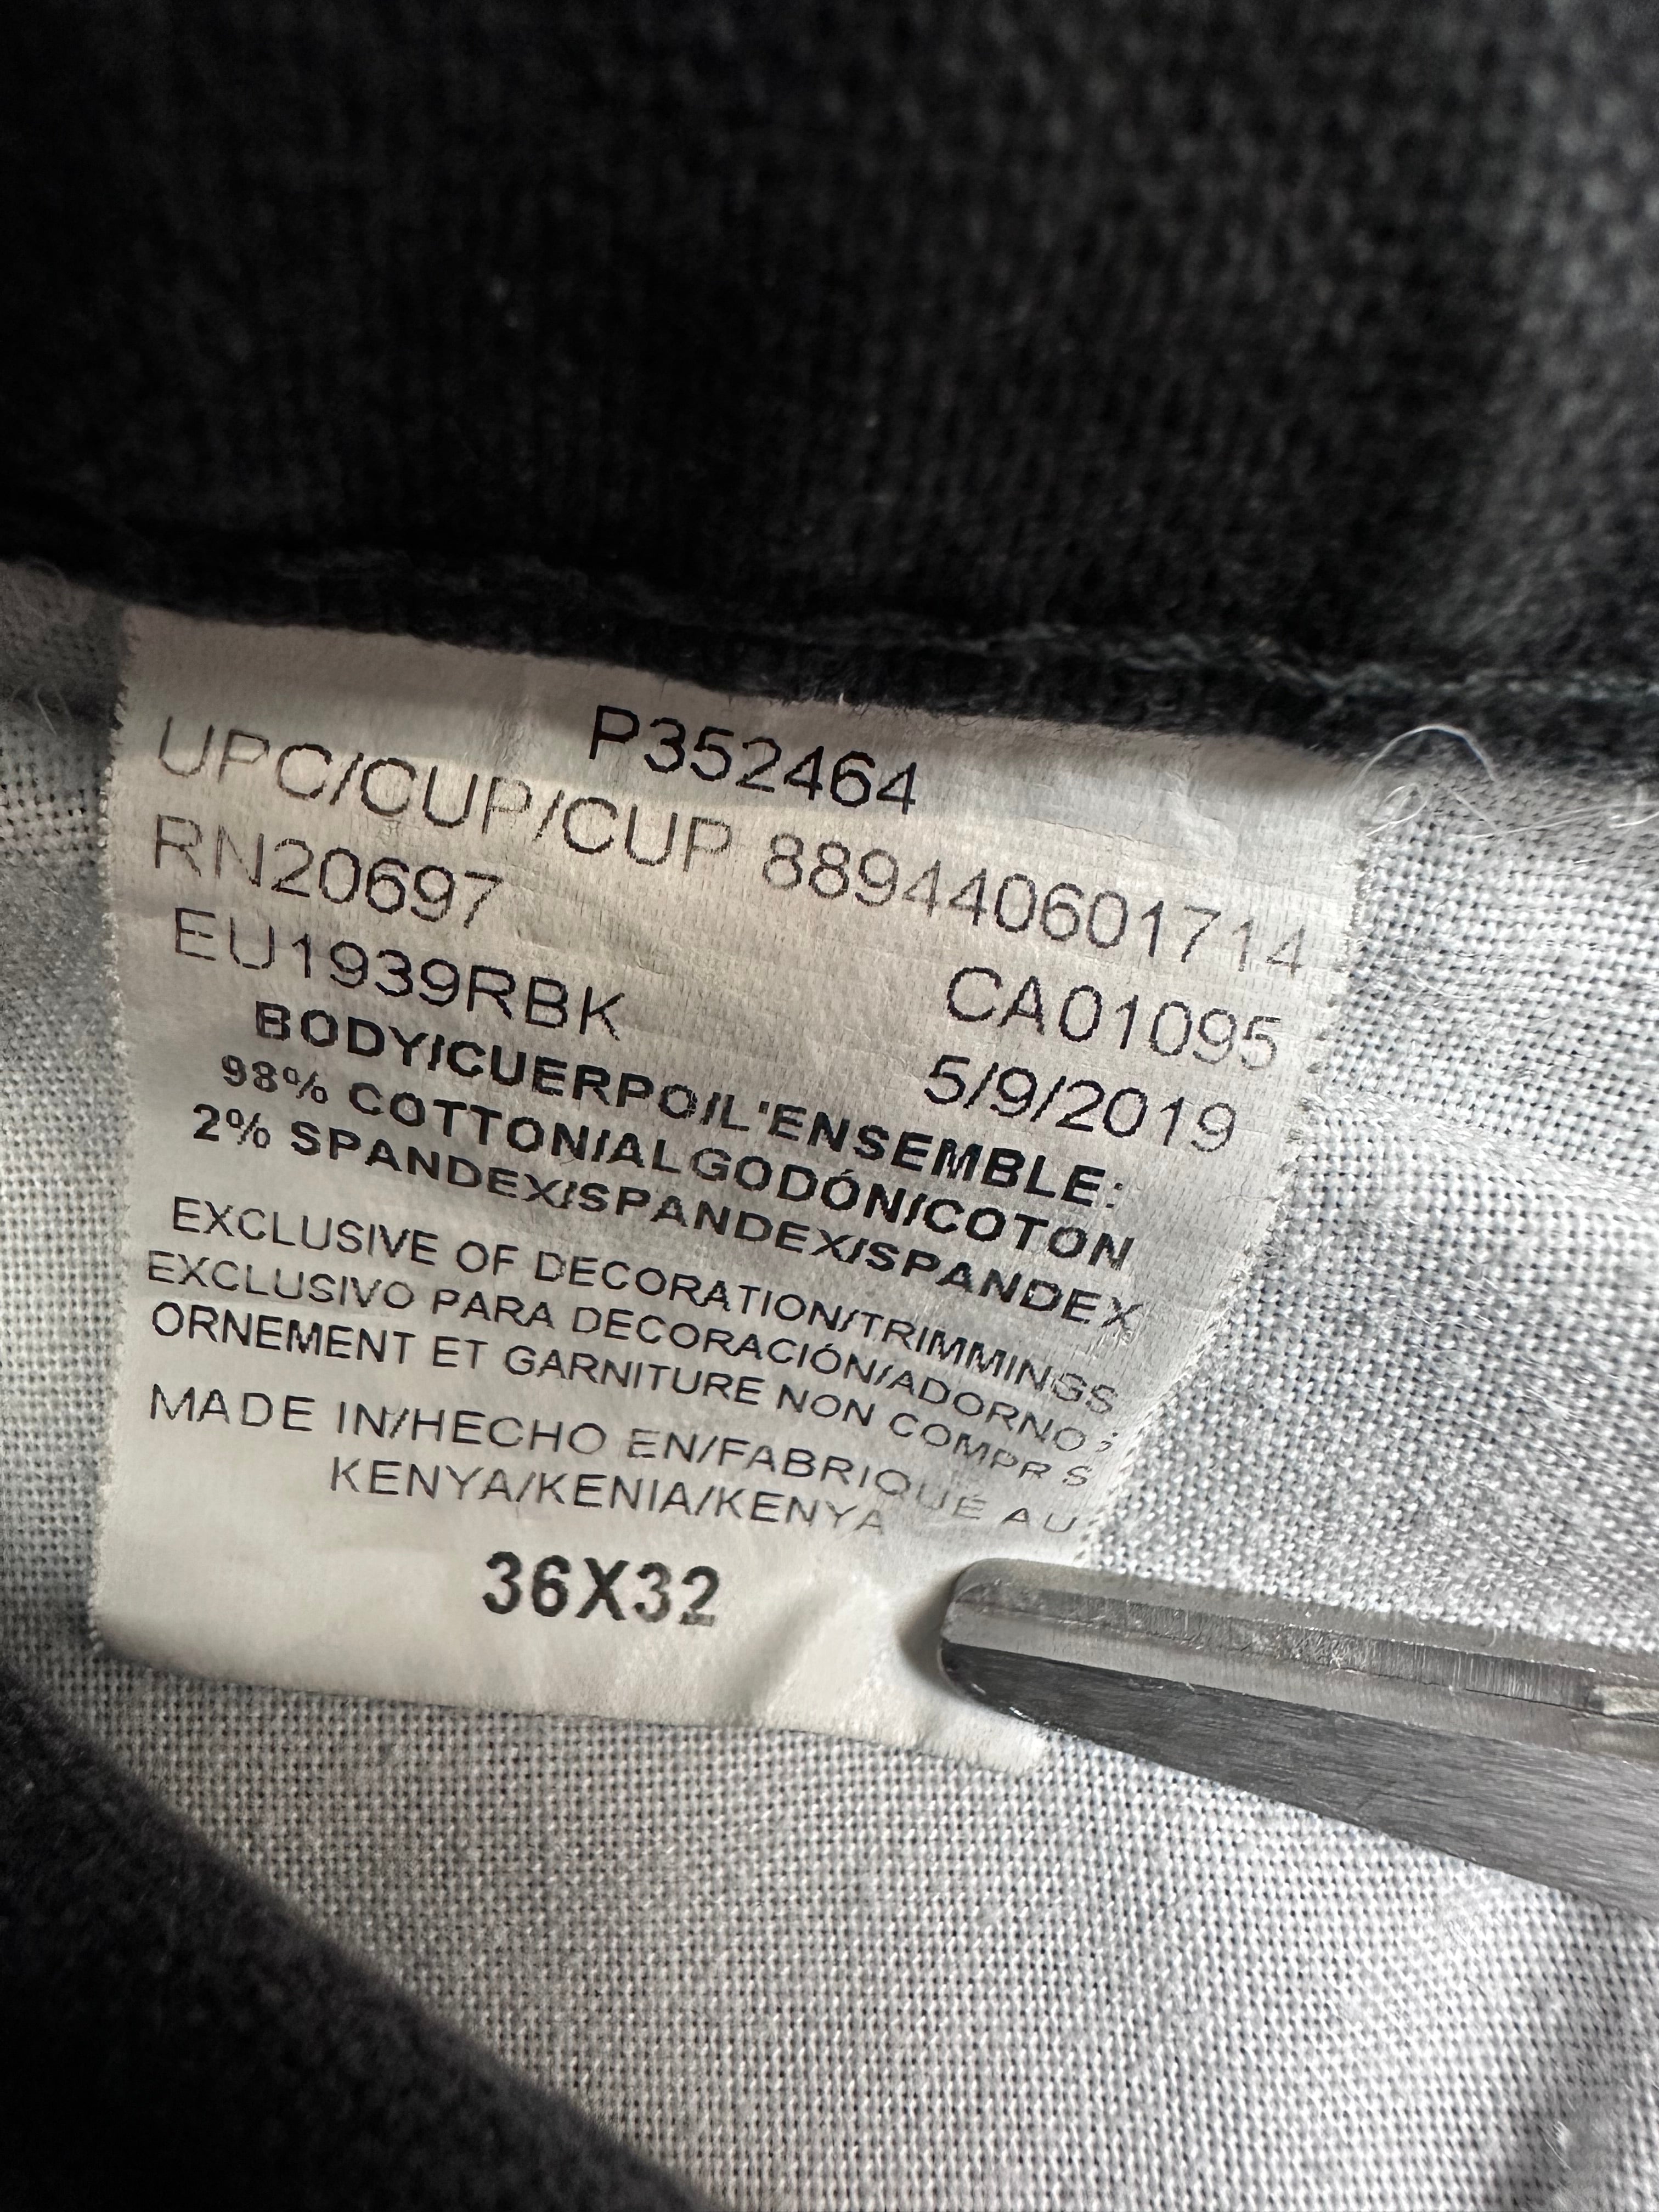 P352464
UPC/CUP/CUP 889440601714
RN20697 CA01095
EU1939RBK 5/9/2019
BODY/CUERPO/L'ENSEMBLE:
98% COTTON/ALGODÓN/COTON
2% SPANDEX/SPANDEX/SPANDEX
EXCLUSIVE OF DECORATION/TRIMMINGS
EXCLUSIVO PARA DECORACIÓN/ADORNO ;
ORNEMENT ET GARNITURE NON COMPR S
MADE IN/HECHO EN/FABRIQUÉ AU
KENYA/KENIA/KENYA
36X32